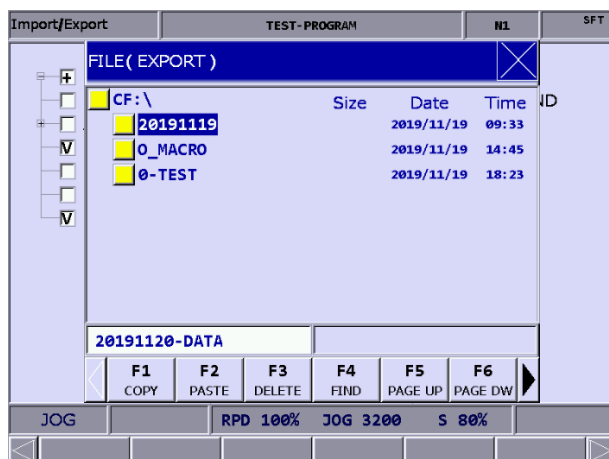 Import/Export TEST-PROGRAM N1 SFT
FILE( EXPORT )
CF:\ Size Date Time ND
20191119 2019/11/19 09:33
O_MACRO 2019/11/19 14:45
0-TEST 2019/11/19 18:23
20191120-DATA
F1 F2 F3 F4 F5 F6
COPY PASTE DELETE FIND PAGE UP PAGE DW
JOG RPD 100% JOG 3200 S 80%